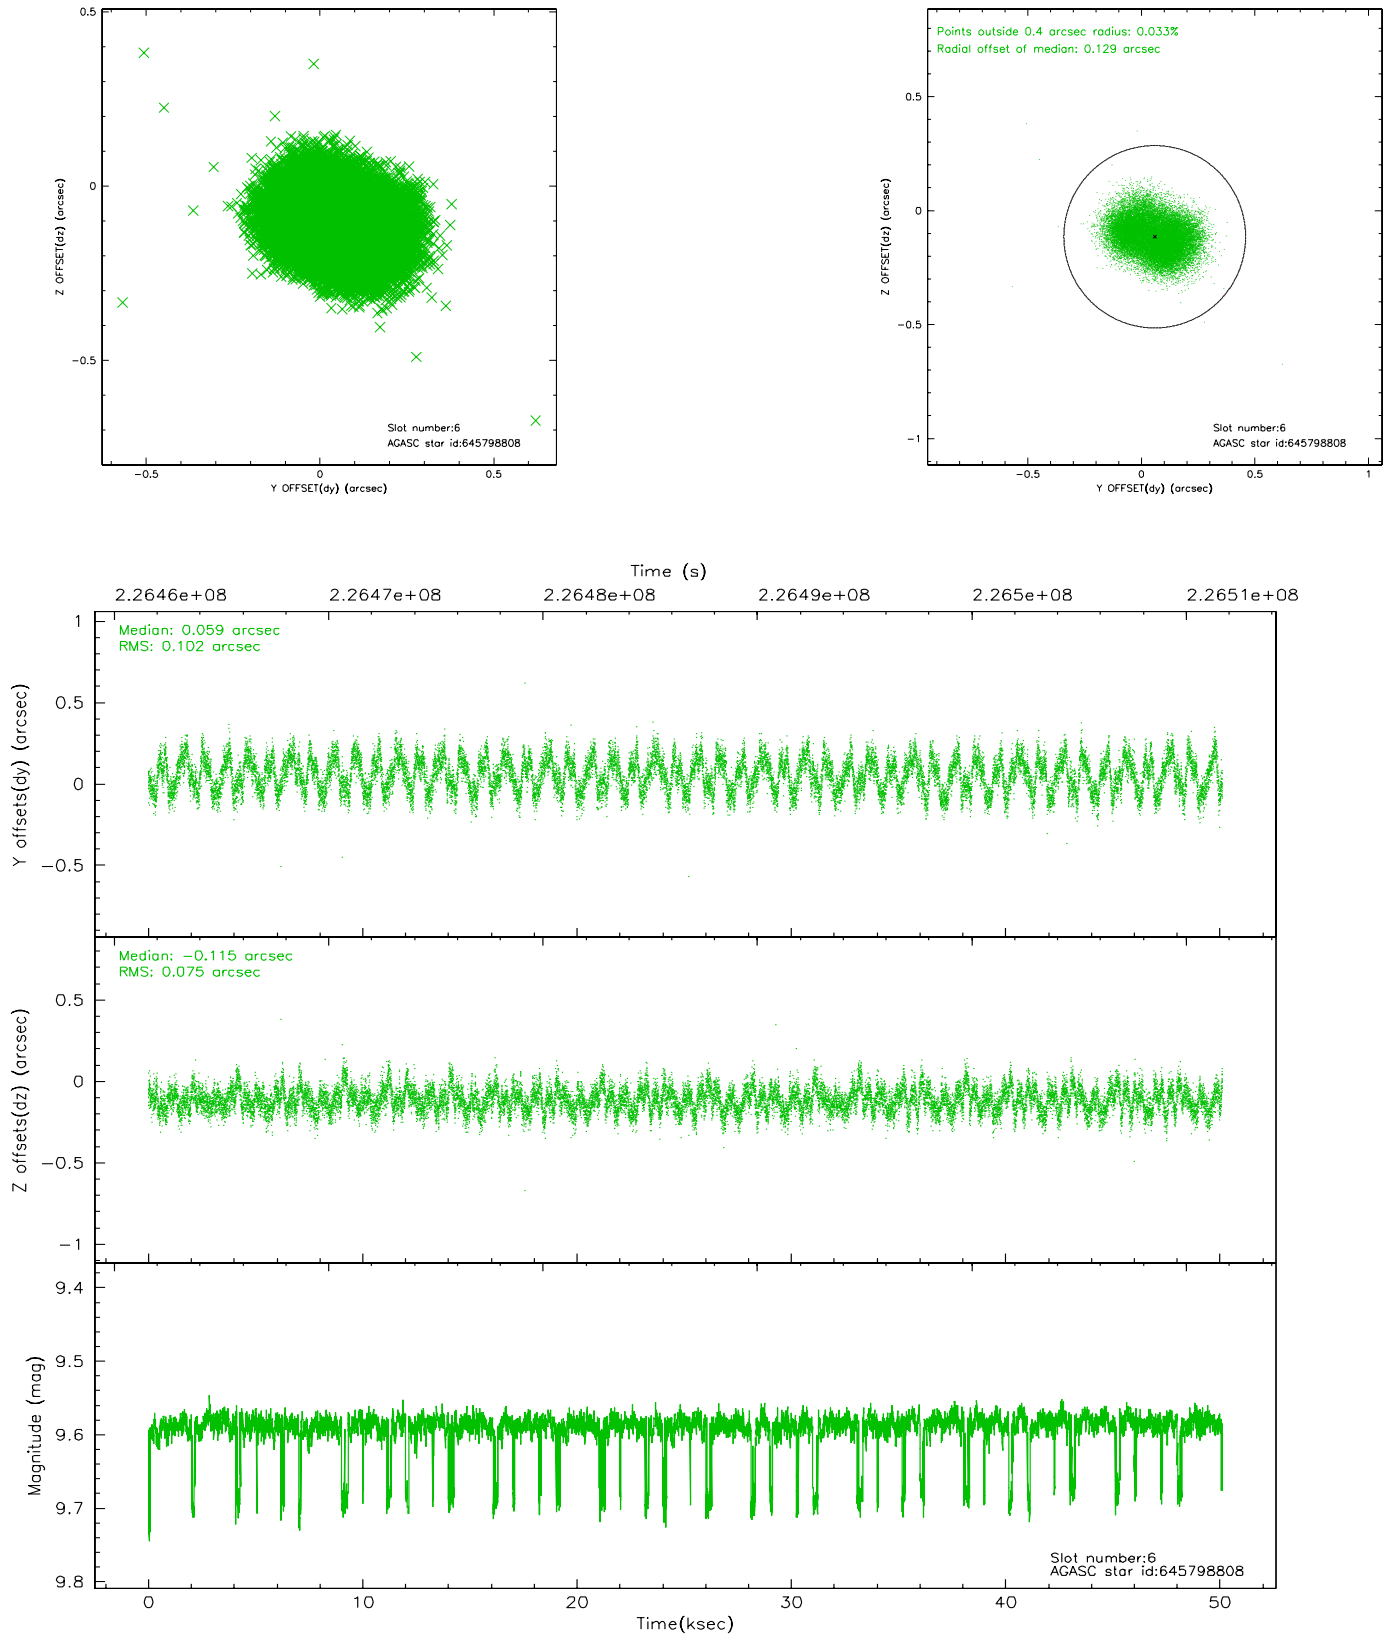 0.5
0
−0.5
Z OFFSET(dz) (arcsec)
Slot number:6
AGASC star id:645798808
−0.5 0 0.5
Y OFFSET(dy) (arcsec)
Points outside 0.4 arcsec radius: 0.033%
Radial offset of median: 0.129 arcsec
0.5
0
−0.5
−1
Z OFFSET(dz) (arcsec)
Slot number:6
AGASC star id:645798808
−0.5 0 0.5 1
Y OFFSET(dy) (arcsec)
Time (s)
2.2646e+08 2.2647e+08 2.2648e+08 2.2649e+08 2.265e+08 2.2651e+08
Median: 0.059 arcsec
RMS: 0.102 arcsec
1
0.5
0
−0.5
Y offsets(dy) (arcsec)
Median: −0.115 arcsec
RMS: 0.075 arcsec
0.5
0
−0.5
−1
Z offsets(dz) (arcsec)
9.4
9.5
9.6
9.7
9.8
Magnitude (mag)
Slot number:6
AGASC star id:645798808
0 10 20 30 40 50
Time(ksec)